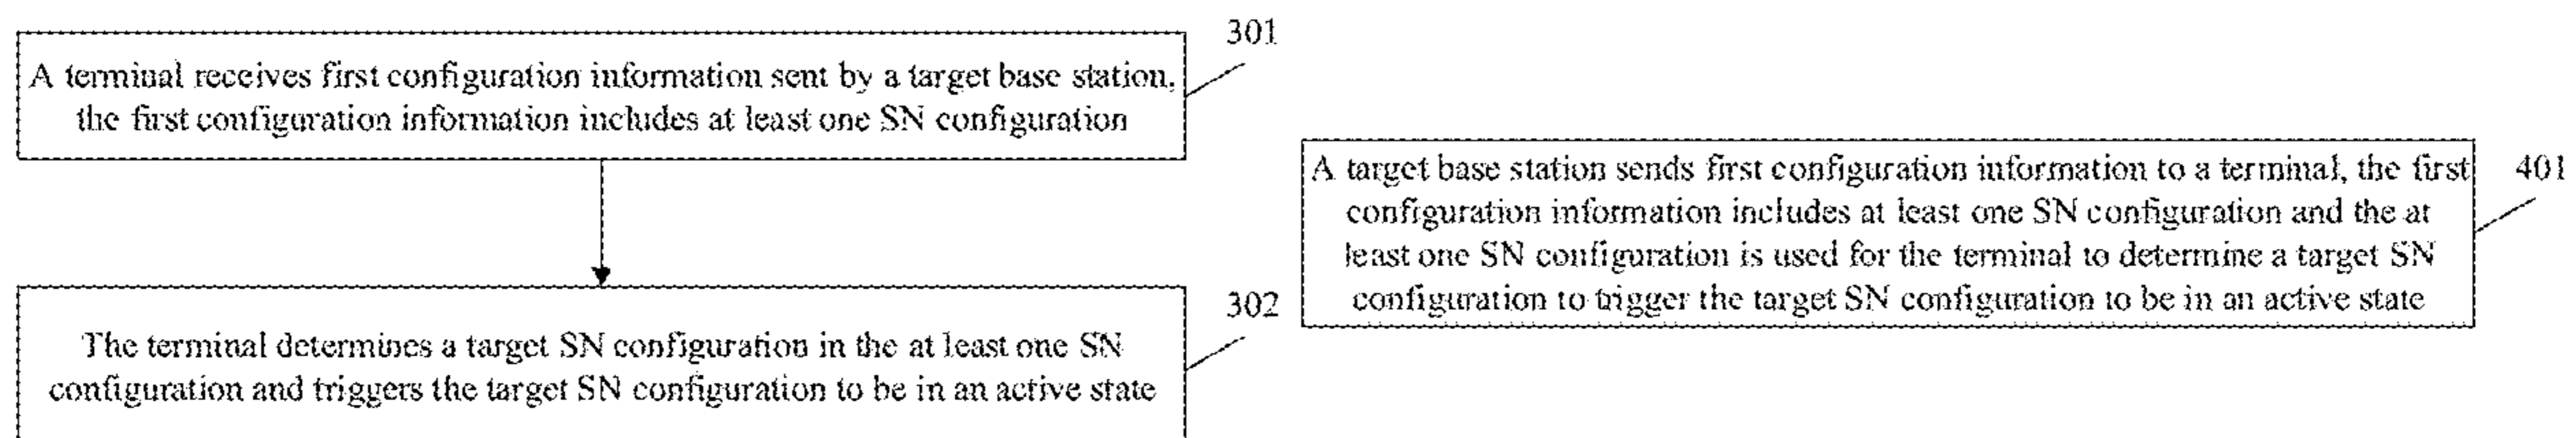 301
A terminal receives first configuration information sent by a target base station,
the first configuration information includes at least one SN configuration
302
The terminal determines a target SN configuration in the at least one SN
configuration and triggers the target SN configuration to be in an active state
401
A target base station sends first configuration information to a terminal, the first
configuration information includes at least one SN configuration and the at
least one SN configuration is used for the terminal to determine a target SN
configuration to trigger the target SN configuration to be in an active state